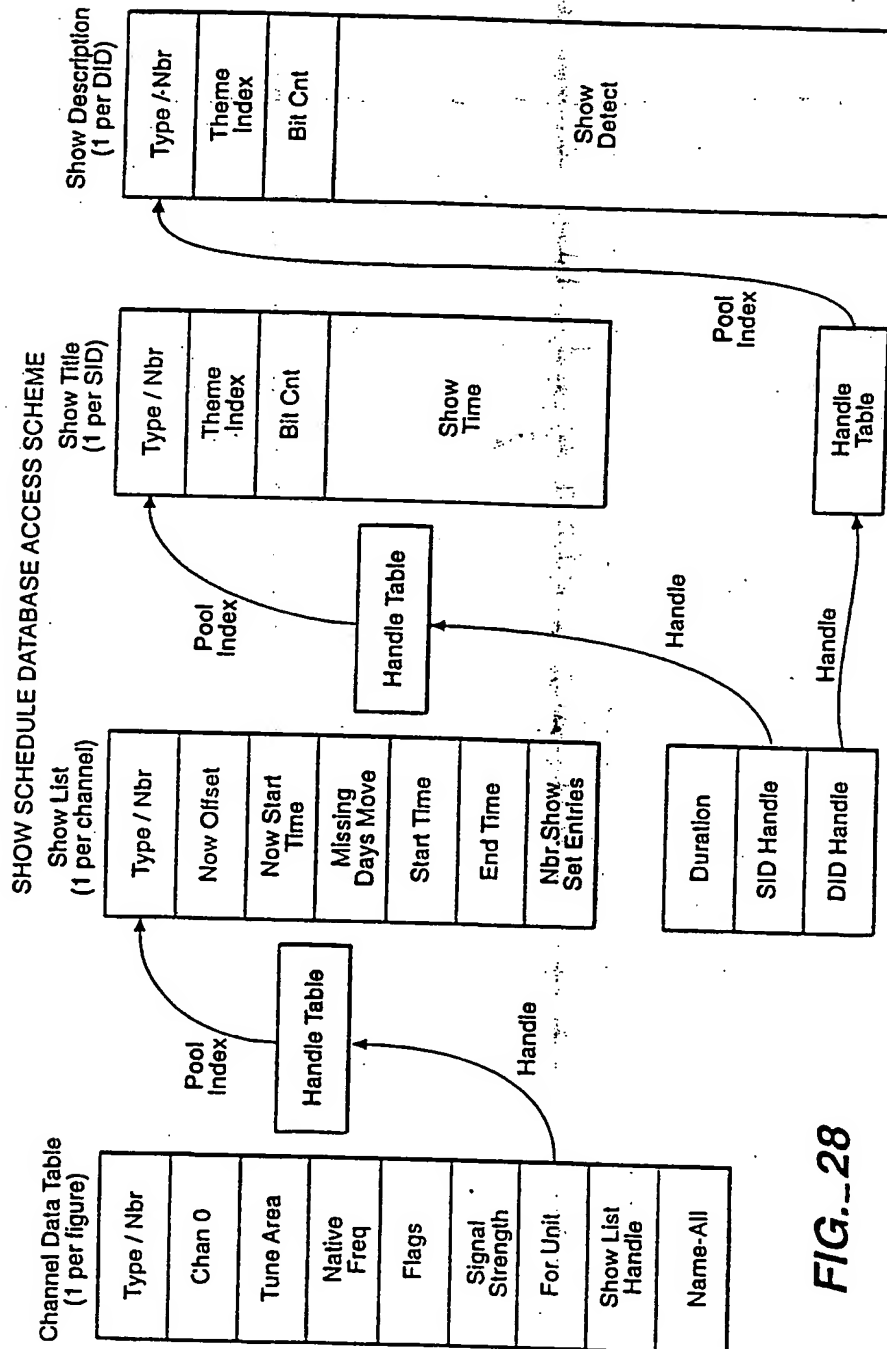 SHOW SCHEDULE DATABASE ACCESS SCHEME
Channel Data Table
(1 per figure)
Type / Nbr
Chan 0
Tune Area
Native
Freq
Flags
Signal
Strength
For. Unit
Show List
Handle
Name-All
Handle
Handle Table
Pool
Index
Show List
(1 per channel)
Type / Nbr
Now Offset
Now Start
Time
Missing
Days Move
Start Time
End Time
Nbr.Show
Set Entries
Duration
SID Handle
DID Handle
Handle
Handle Table
Pool
Index
Show Title
(1 per SID)
Type / Nbr
Theme
Index
Bit Cnt
Show
Time
Handle
Handle
Table
Pool
Index
Show Description
(1 per DID)
Type / Nbr
Theme
Index
Bit Cnt
Show
Detect
FIG._28